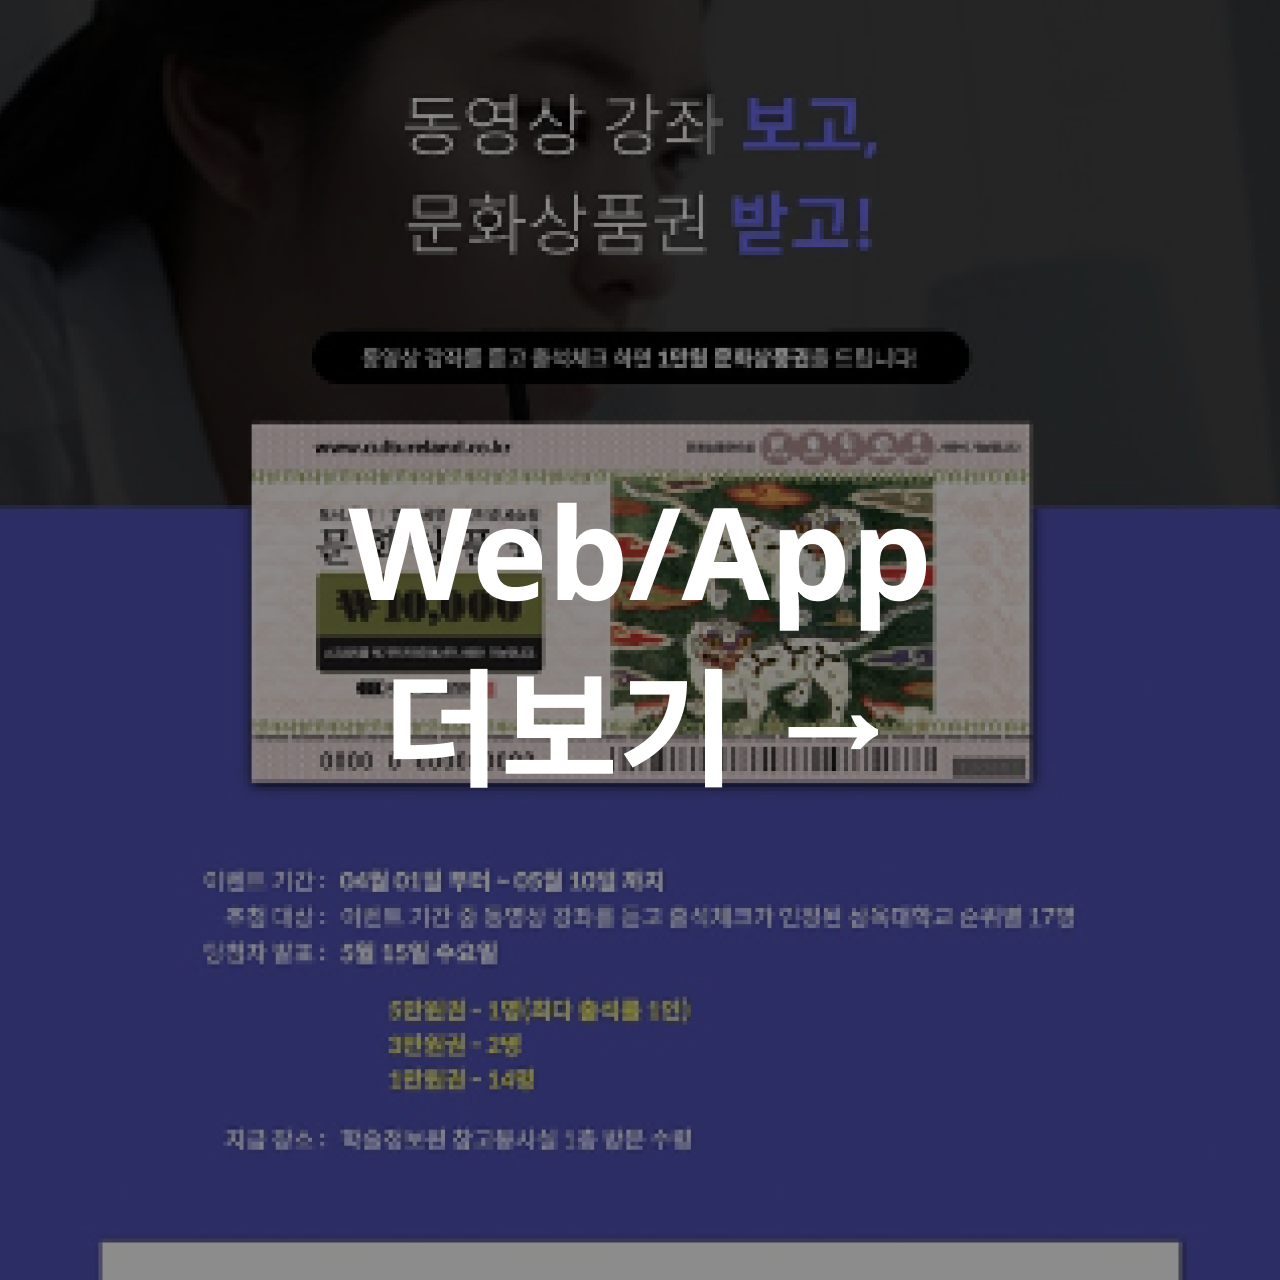 동영상 강좌 보고,
문화상품권 받고!
동영상 강좌를 듣고 출석체크 하면 1만원 문화상품권을 드립니다!
www.cultureland.co.kr
Web/App
₩10,000
더보기 →
이벤트 기간 : 04월 01일 부터 ~ 05월 10일 까지
추첨 대상 : 이벤트 기간 중 동영상 강좌를 듣고 출석체크가 인정된 삼육대학교 순위별 17명
당첨자 발표 : 5월 15일 수요일
5만원권 - 1명(최다 출석률 1인)
3만원권 - 2명
1만원권 - 14명
지급 장소 : 학술정보원 참고봉사실 1층 방문 수령